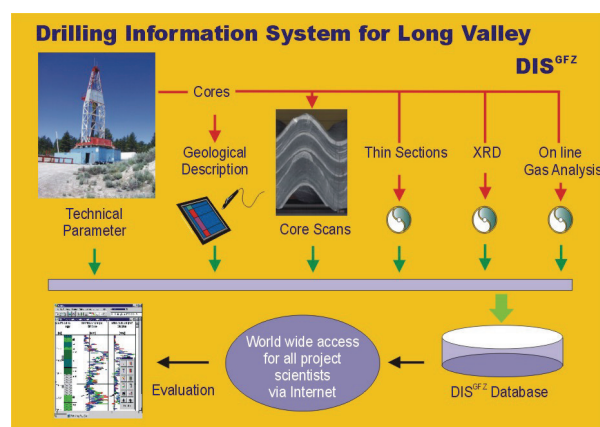 Drilling Information System for Long Valley
DIS^GFZ
Cores
Geological
Description
Thin Sections
XRD
On line
Gas Analysis
Technical
Parameter
Core Scans
World wide access
for all project
scientists
via Internet
Evaluation
DIS^GFZ Database